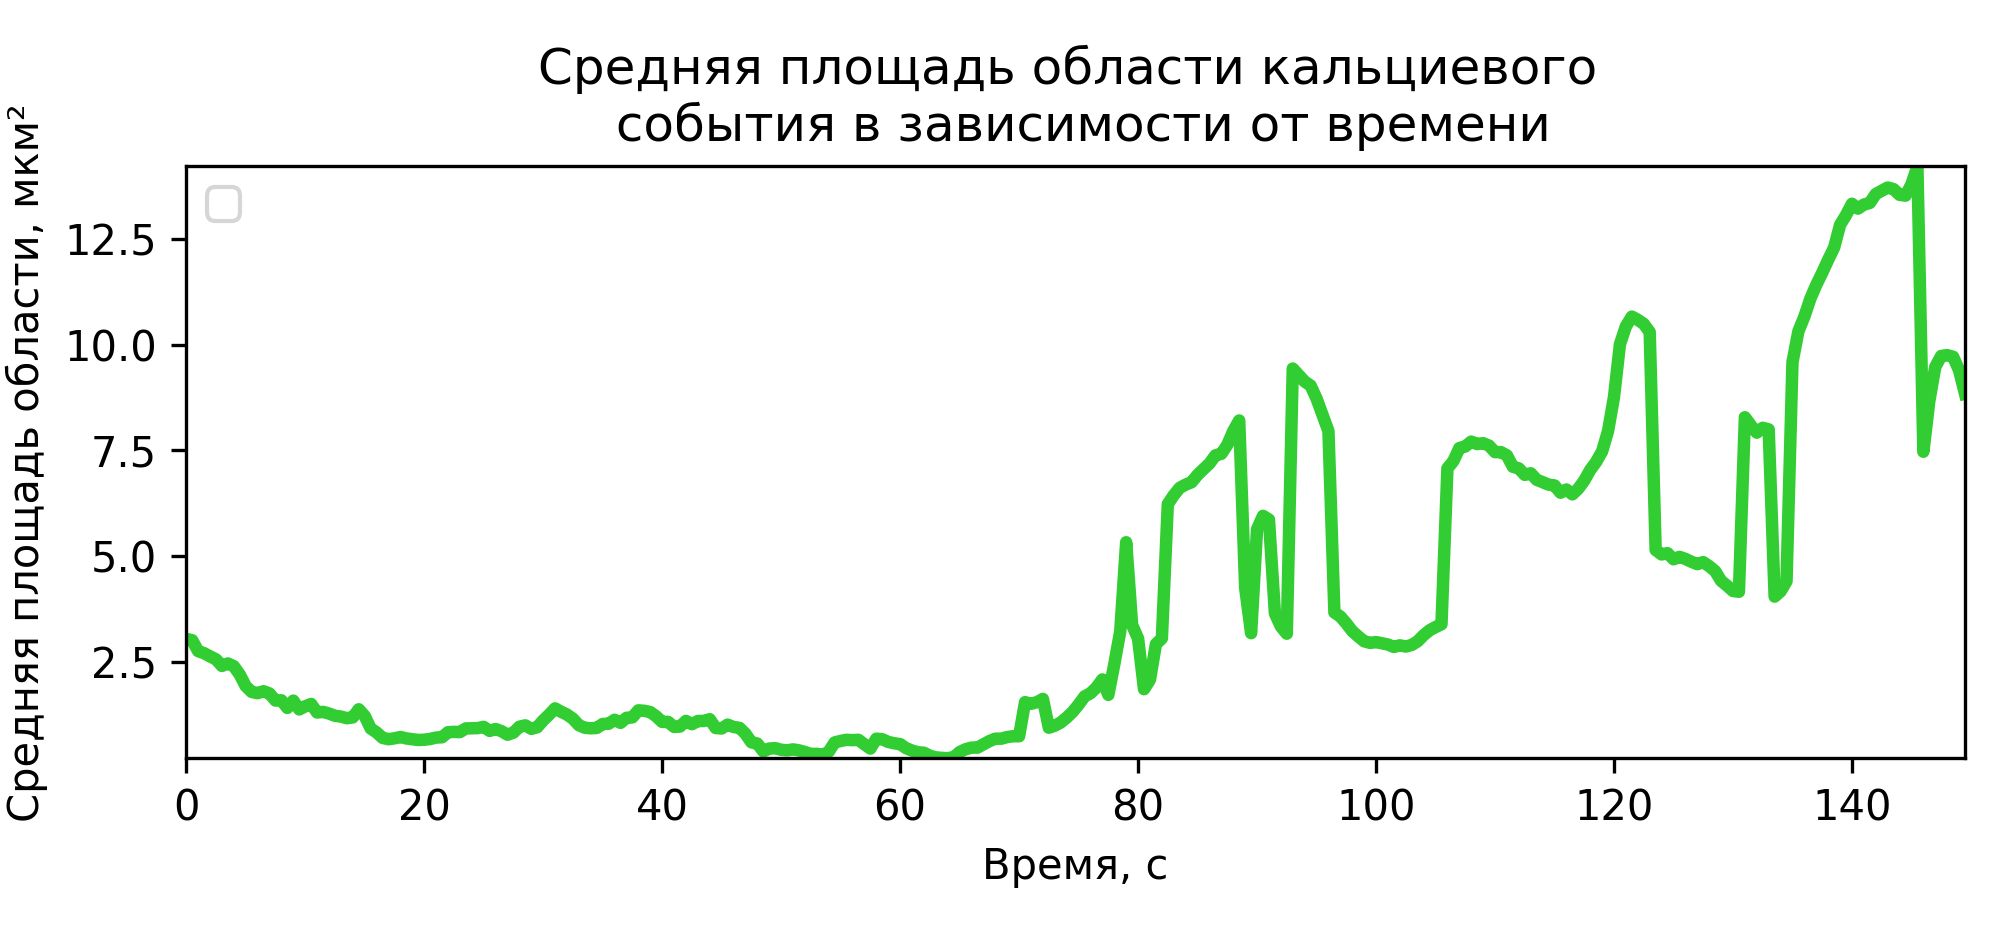 Средняя площадь области кальциевого
события в зависимости от времени
Средняя площадь области, мкм²
12.5
10.0
7.5
5.0
2.5
0 20 40 60 80 100 120 140
Время, с